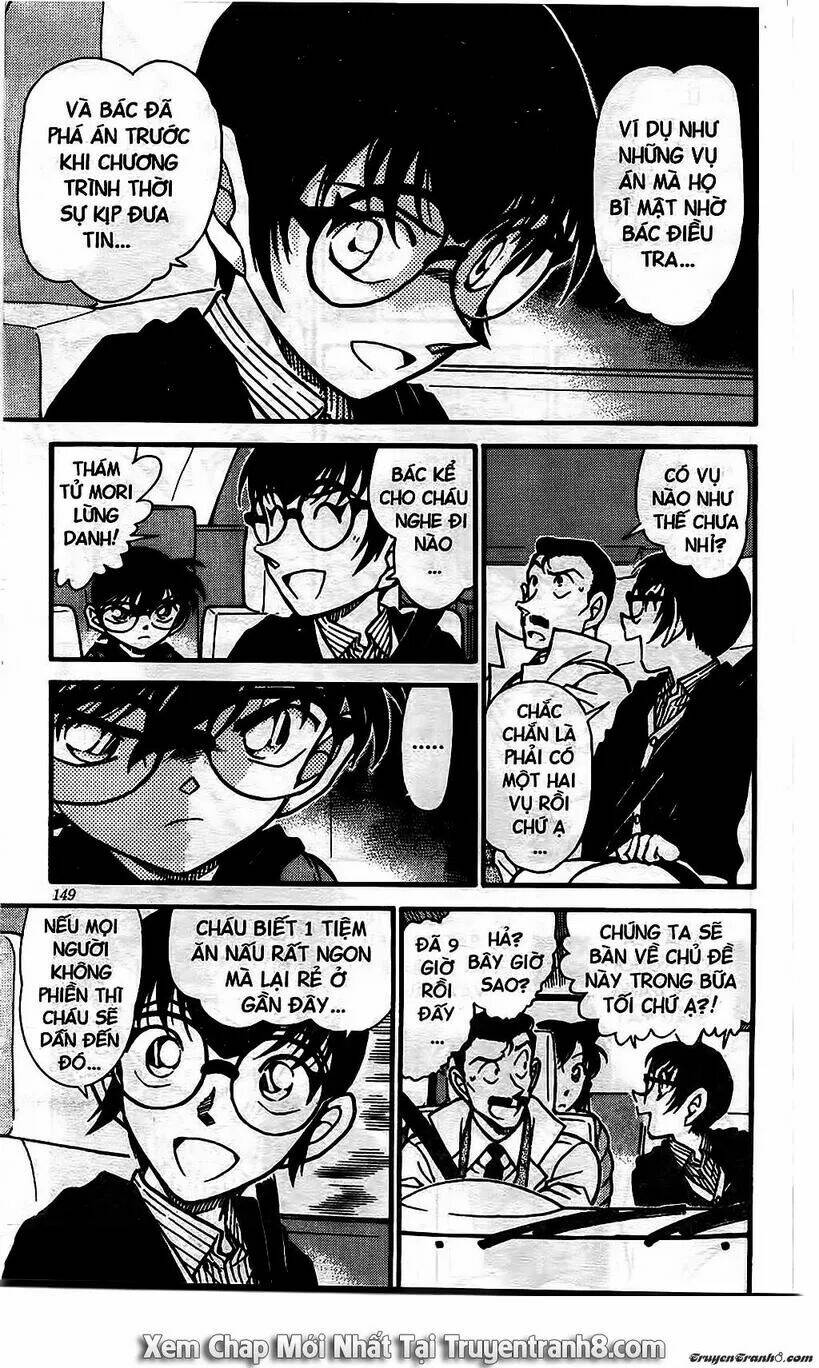 VÍ DỤ NHƯ
NHỮNG VỤ
ÁN MÀ HỌ
BÍ MẬT NHỜ
BÁC ĐIỀU
TRA...
VÀ BÁC ĐÃ
PHÁ ÁN TRƯỚC
KHI CHƯƠNG
TRÌNH THỜI
SỰ KỊP ĐƯA
TIN...
CÓ VỤ
NÀO NHƯ
THẾ CHƯA
NHỈ?
CHẮC
CHẮN LÀ
PHẢI CÓ
MỘT HAI
VỤ RỒI
CHỨ Ạ
...
BÁC KỂ
CHO CHÁU
NGHE ĐI
NÀO
...
THÁM
TỬ MORI
LỪNG
DANH!
......
149
CHÚNG TA SẼ
BÀN VỀ CHỦ ĐỀ
NÀY TRONG BỮA
TỐI CHỨ Ạ?!
HẢ?
BÂY GIỜ
SAO?
ĐÃ 9
GIỜ
RỒI
ĐẤY
...
CHÁU BIẾT 1 TIỆM
ĂN NẤU RẤT NGON
MÀ LẠI RẺ Ở
GẦN ĐÂY...
NẾU MỌI
NGƯỜI
KHÔNG
PHIỀN THÌ
CHÁU SẼ
DẪN ĐẾN
ĐÓ...
Xem Chap Mới Nhất Tại Truyentranh8.com
TruyenTranh8.com